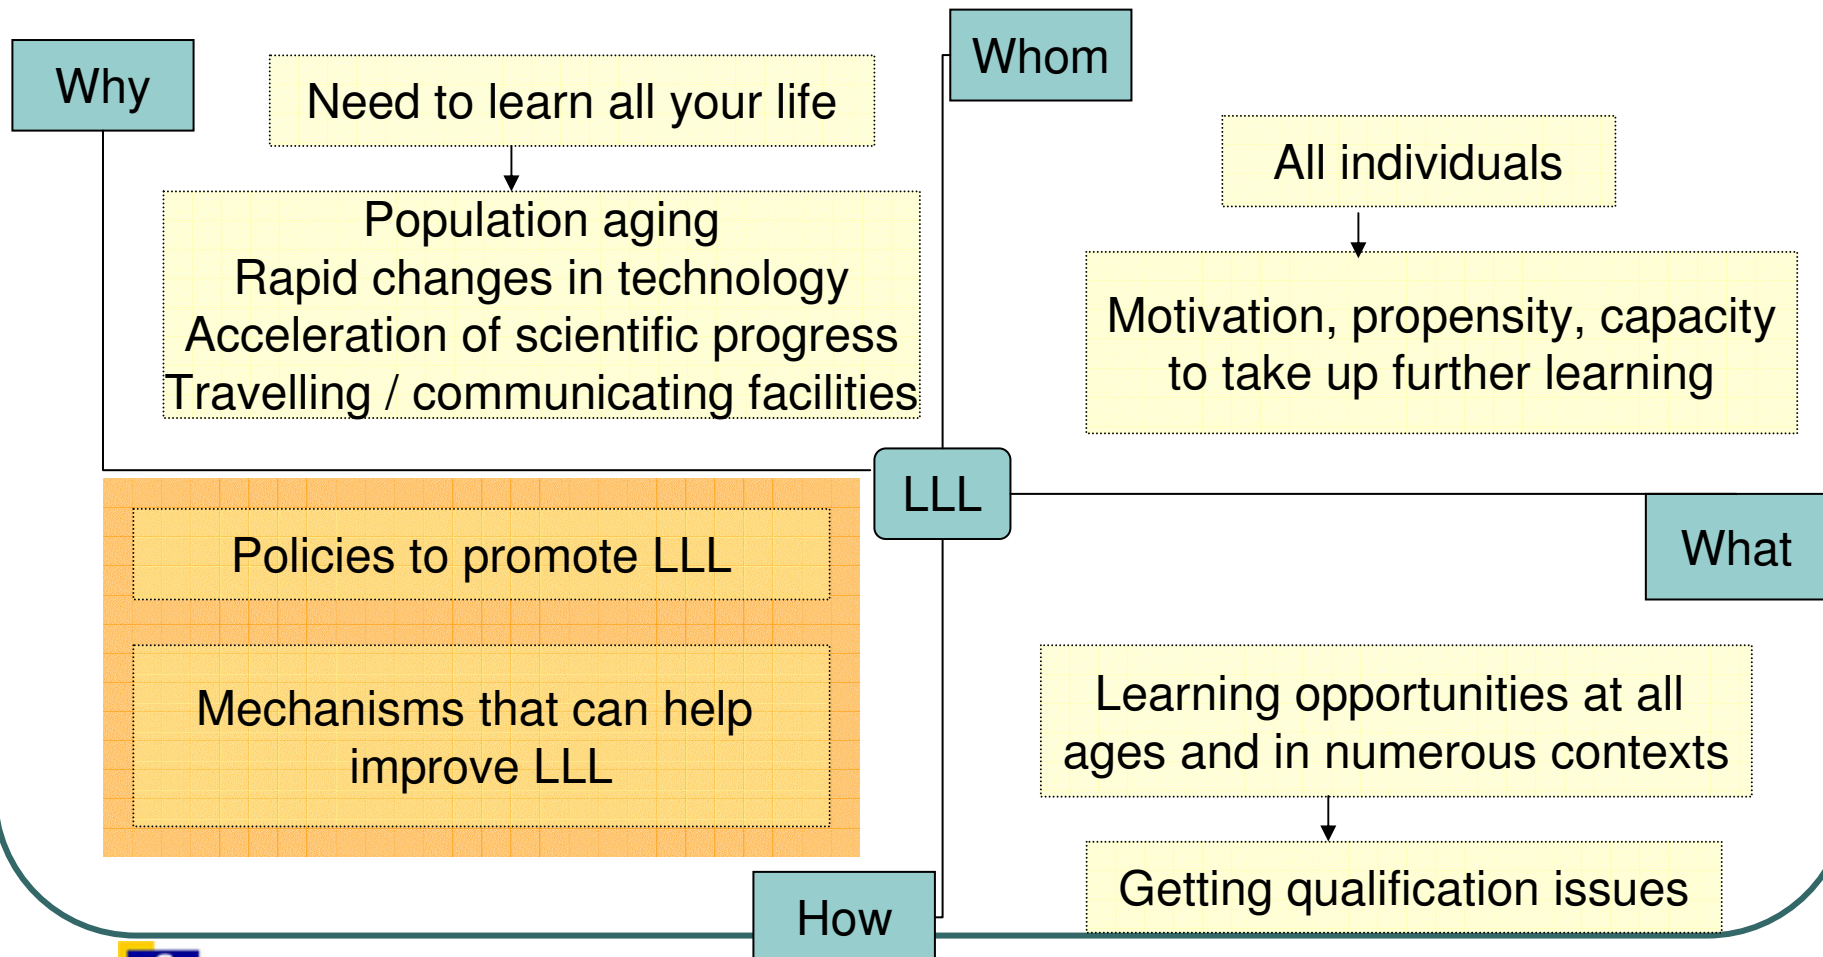 Why
Need to learn all your life
Population aging
Rapid changes in technology
Acceleration of scientific progress
Travelling / communicating facilities
Whom
All individuals
Motivation, propensity, capacity
to take up further learning
LLL
Policies to promote LLL
Mechanisms that can help
improve LLL
How
What
Learning opportunities at all
ages and in numerous contexts
Getting qualification issues